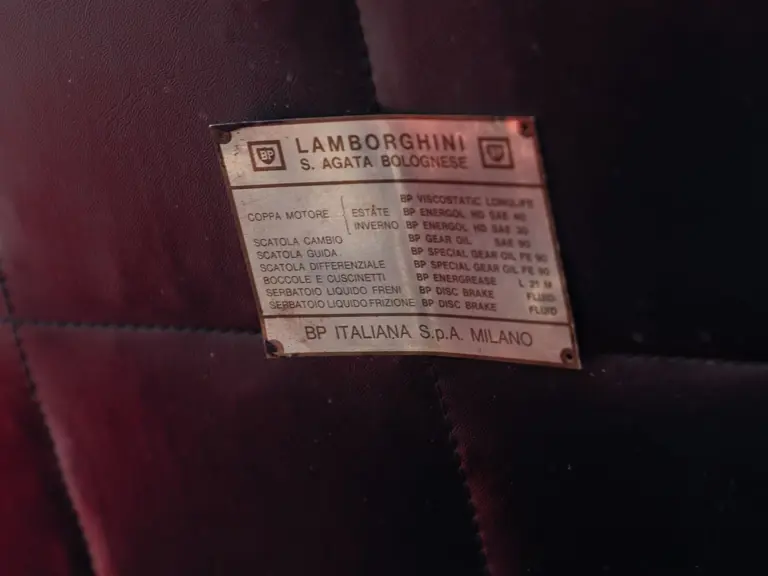 BP LAMBORGHINI BP
S. AGATA BOLOGNESE
BP VISCOSTATIC LONGLIFE
COPPA MOTORE ESTATE BP ENERGOL HD SAE 40
INVERNO BP ENERGOL HD SAE 30
SCATOLA CAMBIO BP GEAR OIL SAE 90
SCATOLA GUIDA BP SPECIAL GEAR OIL FE 90
SCATOLA DIFFERENZIALE BP SPECIAL GEAR OIL FE 90
BOCCOLE E CUSCINETTI BP ENERGREASE L 21 M
SERBATOIO LIQUIDO FRENI BP DISC BRAKE FLUID
SERBATOIO LIQUIDO FRIZIONE BP DISC BRAKE FLUID
BP ITALIANA S.p.A. MILANO